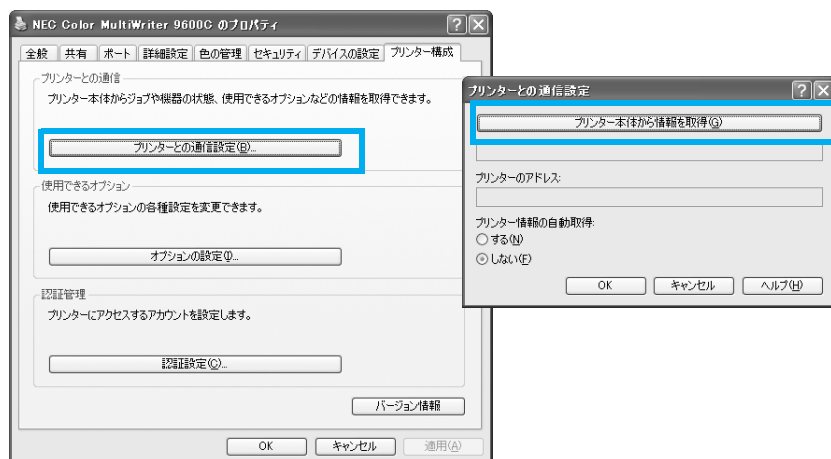 NEC Color MultiWriter 9600C のプロパティ
全般 共有 ポート 詳細設定 色の管理 セキュリティ デバイスの設定 プリンター構成
プリンターとの通信
プリンター本体からジョブや機器の状態、使用できるオプションなどの情報を取得できます。
プリンターとの通信設定(B)...
使用できるオプション
使用できるオプションの各種設定を変更できます。
オプションの設定(I)...
認証管理
プリンターにアクセスするアカウントを設定します。
認証設定(C)...
バージョン情報
OK キャンセル 適用(A)
プリンターとの通信設定
プリンター本体から情報を取得(G)
プリンターのアドレス:
プリンター情報の自動取得:
する(N)
しない(F)
OK キャンセル ヘルプ(H)